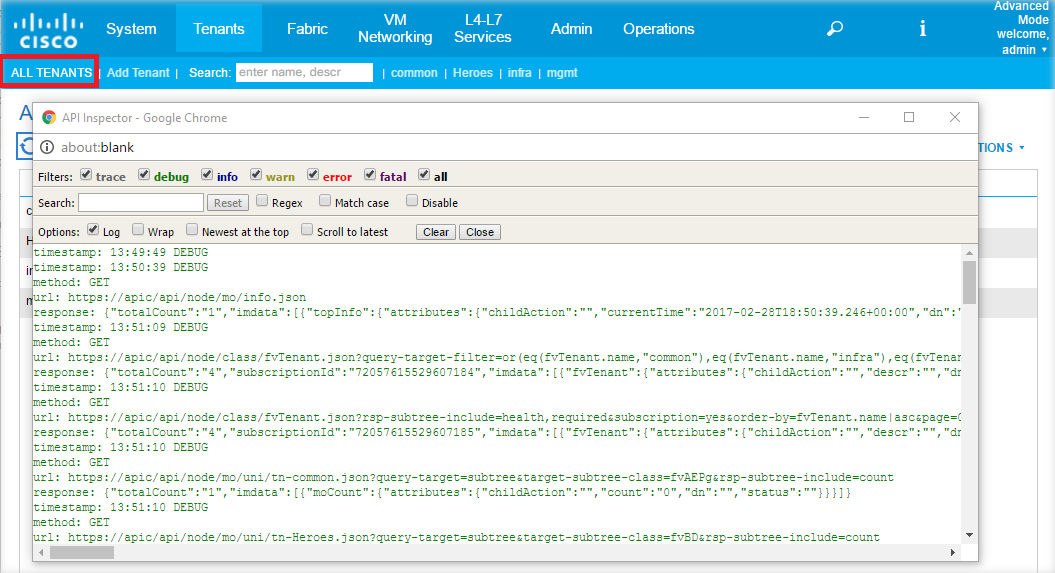 CISCO
System
Tenants
Fabric
VM Networking
L4-L7 Services
Admin
Operations
i
Advanced Mode
welcome, admin ▾
ALL TENANTS | Add Tenant | Search: enter name, descr | common | Heroes | infra | mgmt
A
TIONS ▾
API Inspector - Google Chrome
about:blank
Filters: trace debug info warn error fatal all
Search: Reset Regex Match case Disable
Options: Log Wrap Newest at the top Scroll to latest Clear Close
timestamp: 13:49:49 DEBUG
timestamp: 13:50:39 DEBUG
method: GET
url: https://apic/api/node/mo/info.json
response: {"totalCount":"1","imdata":[{"topInfo":{"attributes":{"childAction":"","currentTime":"2017-02-28T18:50:39.246+00:00","dn":"
timestamp: 13:51:09 DEBUG
method: GET
url: https://apic/api/node/class/fvTenant.json?query-target-filter=or(eq(fvTenant.name,"common"),eq(fvTenant.name,"infra"),eq(fvTenan
response: {"totalCount":"4","subscriptionId":"72057615529607184","imdata":[{"fvTenant":{"attributes":{"childAction":"","descr":"","dn
timestamp: 13:51:10 DEBUG
method: GET
url: https://apic/api/node/class/fvTenant.json?rsp-subtree-include=health,required&subscription=yes&order-by=fvTenant.name|asc&page=0
response: {"totalCount":"4","subscriptionId":"72057615529607185","imdata":[{"fvTenant":{"attributes":{"childAction":"","descr":"","dn
timestamp: 13:51:10 DEBUG
method: GET
url: https://apic/api/node/mo/uni/tn-common.json?query-target=subtree&target-subtree-class=fvAEPg&rsp-subtree-include=count
response: {"totalCount":"1","imdata":[{"moCount":{"attributes":{"childAction":"","count":"0","dn":"","status":""}}}]}
timestamp: 13:51:10 DEBUG
method: GET
url: https://apic/api/node/mo/uni/tn-Heroes.json?query-target=subtree&target-subtree-class=fvBD&rsp-subtree-include=count